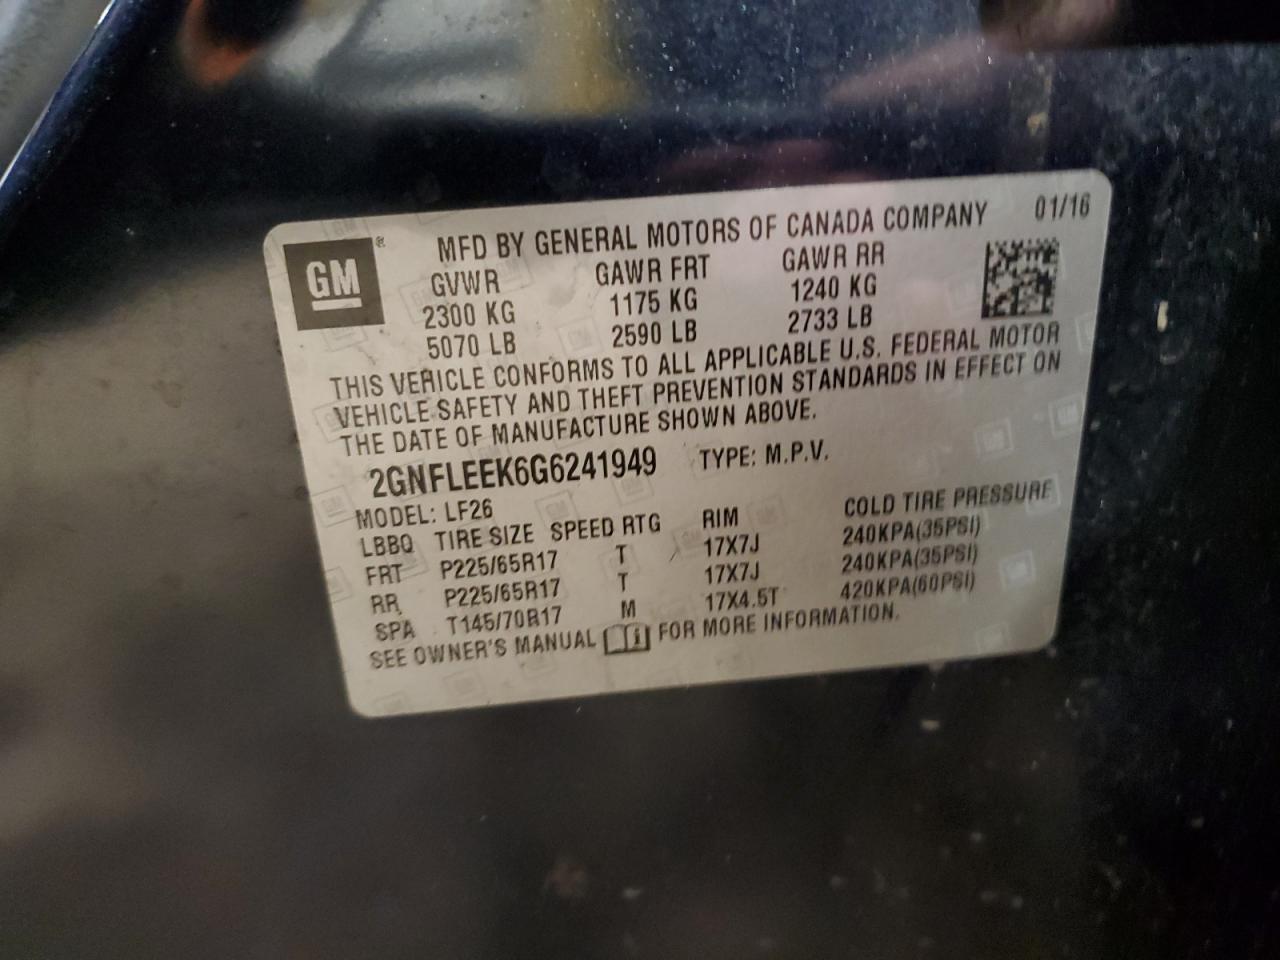 GM ® MFD BY GENERAL MOTORS OF CANADA COMPANY 01/16
GVWR GAWR FRT GAWR RR
2300 KG 1175 KG 1240 KG
5070 LB 2590 LB 2733 LB
THIS VEHICLE CONFORMS TO ALL APPLICABLE U.S. FEDERAL MOTOR
VEHICLE SAFETY AND THEFT PREVENTION STANDARDS IN EFFECT ON
THE DATE OF MANUFACTURE SHOWN ABOVE.
2GNFLEEK6G6241949 TYPE: M.P.V.
MODEL: LF26
LBBQ TIRE SIZE SPEED RTG RIM COLD TIRE PRESSURE
FRT P225/65R17 T 17X7J 240KPA(35PSI)
RR P225/65R17 T 17X7J 240KPA(35PSI)
SPA T145/70R17 M 17X4.5T 420KPA(60PSI)
SEE OWNER'S MANUAL FOR MORE INFORMATION.